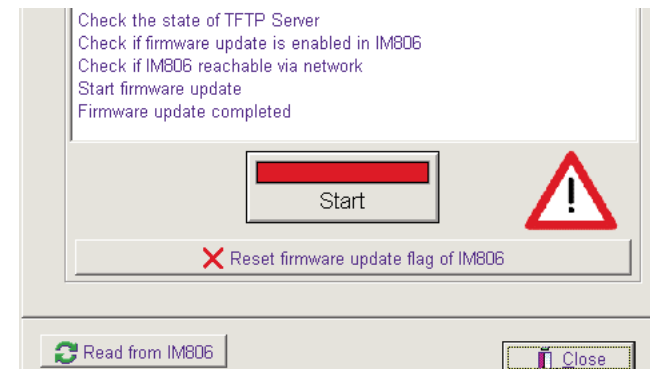 Check the state of TFTP Server
Check if firmware update is enabled in IM806
Check if IM806 reachable via network
Start firmware update
Firmware update completed
Start
!
Reset firmware update flag of IM806
Read from IM806
Close